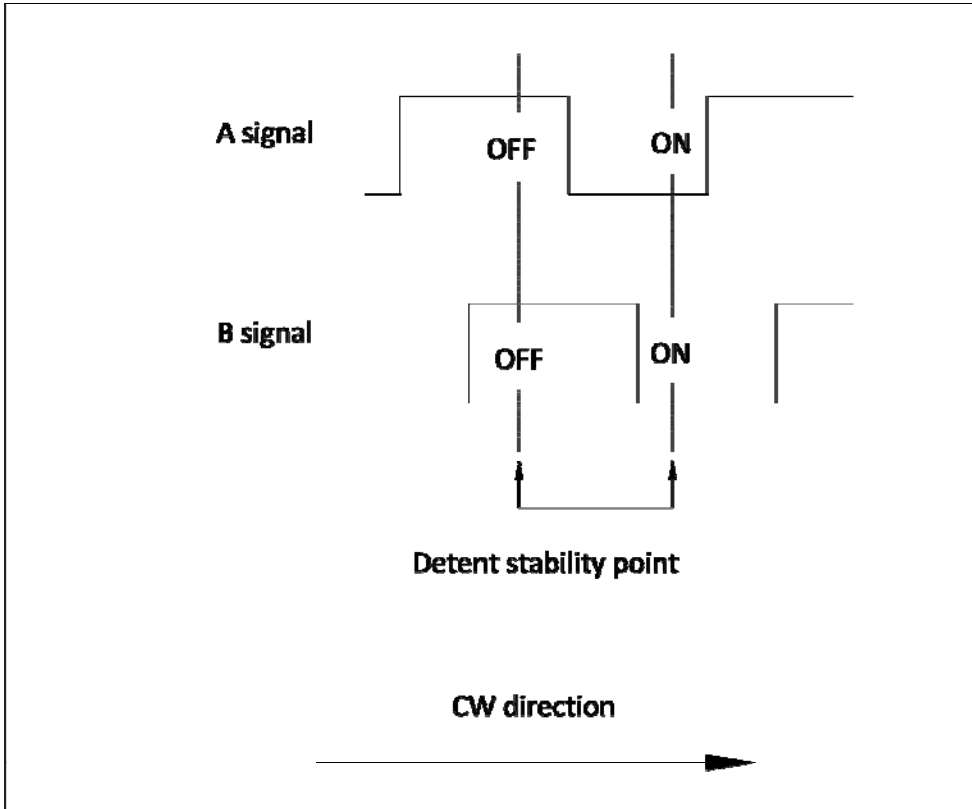 A signal
OFF
ON
B signal
OFF
ON
Detent stability point
CW direction